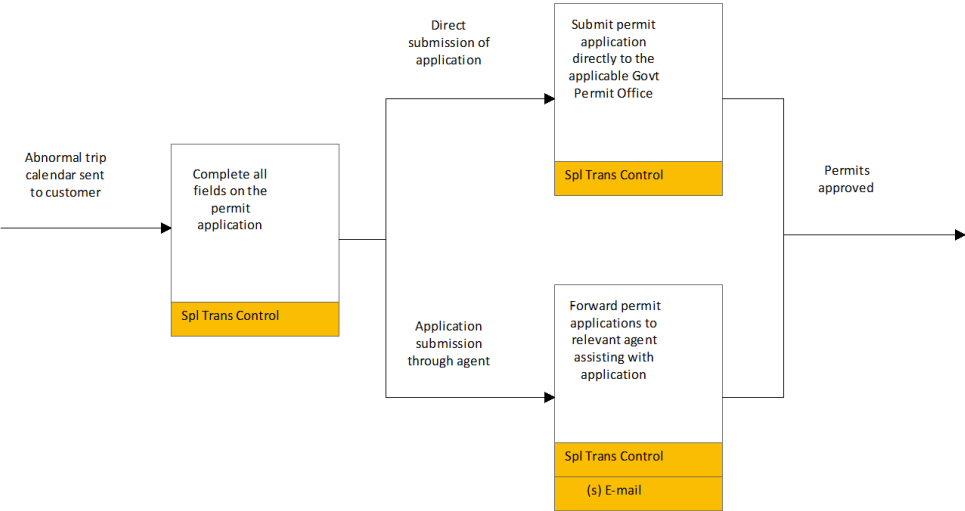 Abnormal trip
calendar sent
to customer
Complete all
fields on the
permit
application
Spl Trans Control
Direct
submission of
application
Submit permit
application
directly to the
applicable Govt
Permit Office
Spl Trans Control
Application
submission
through agent
Forward permit
applications to
relevant agent
assisting with
application
Spl Trans Control
(s) E-mail
Permits
approved